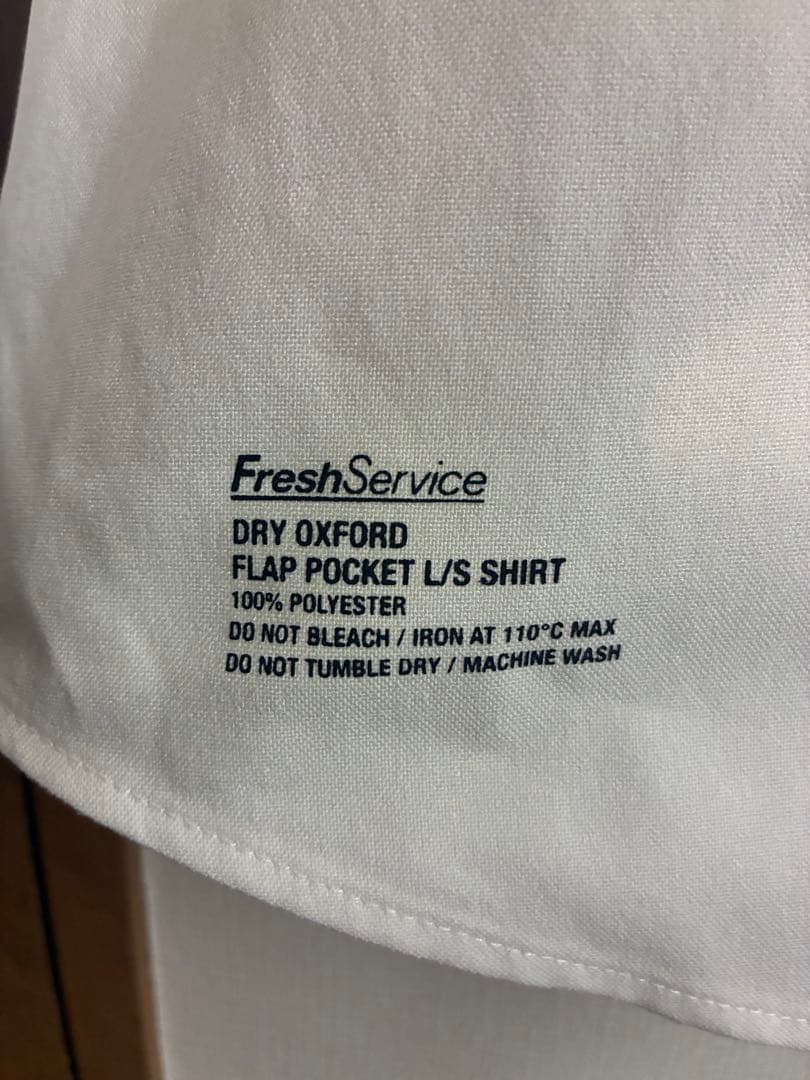 FreshService
DRY OXFORD
FLAP POCKET L/S SHIRT
100% POLYESTER
DO NOT BLEACH / IRON AT 110°C MAX
DO NOT TUMBLE DRY / MACHINE WASH